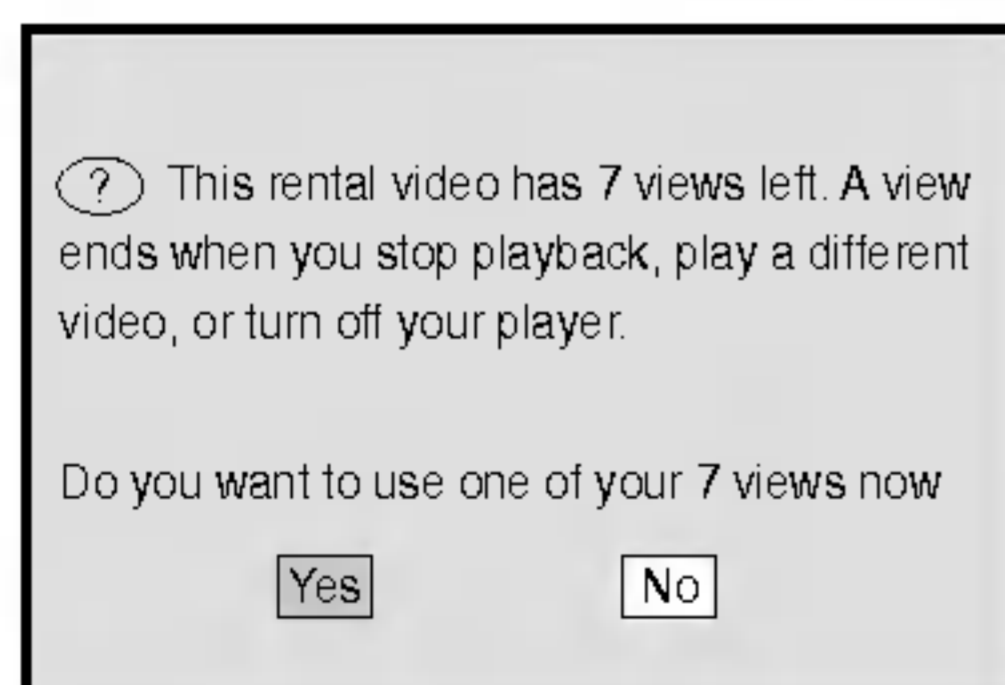 ? This rental video has 7 views left. A view
ends when you stop playback, play a different
video, or turn off your player.
Do you want to use one of your 7 views now
Yes No